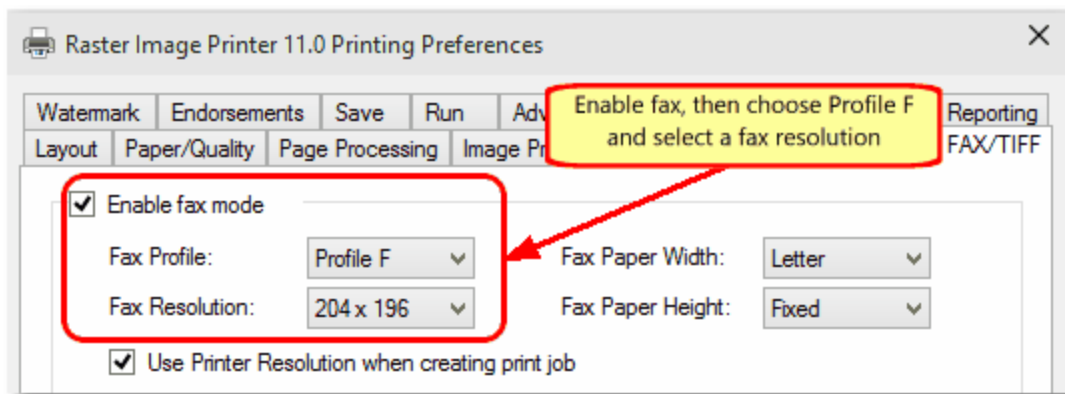 Raster Image Printer 11.0 Printing Preferences
Watermark Endorsements Save Run Reporting
Enable fax, then choose Profile F
and select a fax resolution
Layout Paper/Quality Page Processing Image FAX/TIFF
Enable fax mode
Fax Profile: Profile F Fax Paper Width: Letter
Fax Resolution: 204 x 196 Fax Paper Height: Fixed
Use Printer Resolution when creating print job